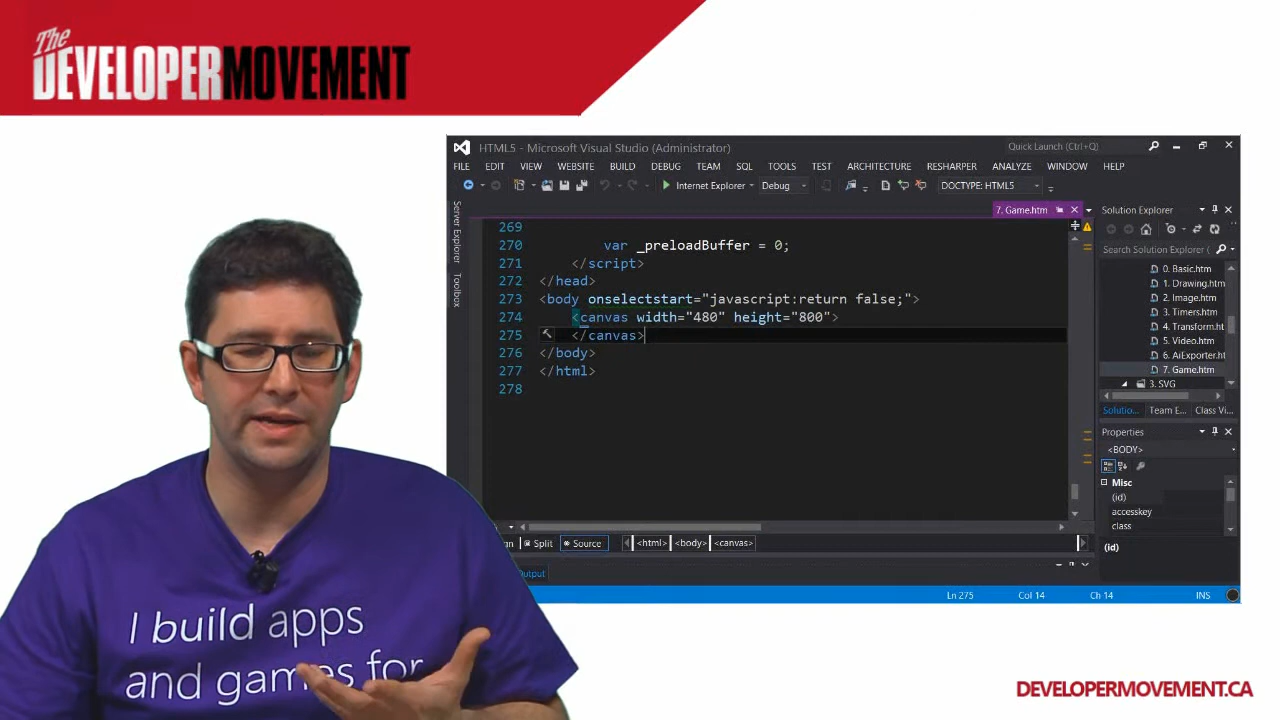 The
DEVELOPERMOVEMENT
HTML5 - Microsoft Visual Studio (Administrator)
Quick Launch (Ctrl+Q)
FILE EDIT VIEW WEBSITE BUILD DEBUG TEAM SQL TOOLS TEST ARCHITECTURE RESHARPER ANALYZE WINDOW HELP
Internet Explorer Debug DOCTYPE: HTML5
Server Explorer
Toolbox
7. Game.htm
269
270 var _preloadBuffer = 0;
271 </script>
272 </head>
273 <body onselectstart="javascript:return false;">
274 <canvas width="480" height="800">
275 </canvas>
276 </body>
277 </html>
278
Split Source <html> <body> <canvas>
Output
Solution Explorer
Search Solution Explorer
0. Basic.htm
1. Drawing.htm
2. Image.htm
3. Timers.htm
4. Transform.htm
5. Video.htm
6. AiExporter.ht
7. Game.htm
3. SVG
Solutio... Team E... Class Vi...
Properties
<BODY>
Misc
(id)
accesskey
class
(id)
Ln 275 Col 14 Ch 14 INS
I build apps
and games for
DEVELOPERMOVEMENT.CA